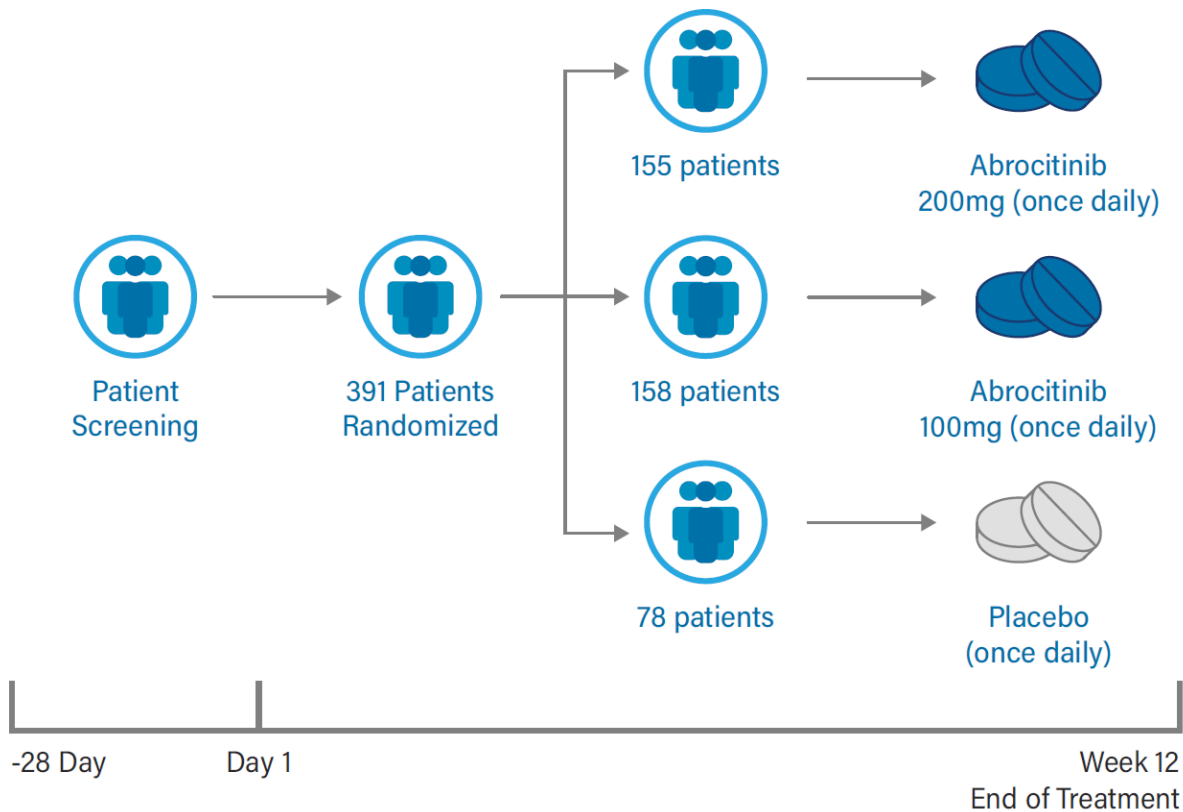 155 patients
Abrocitinib
200mg (once daily)
Patient
Screening
391 Patients
Randomized
158 patients
Abrocitinib
100mg (once daily)
78 patients
Placebo
(once daily)
-28 Day
Day 1
Week 12
End of Treatment